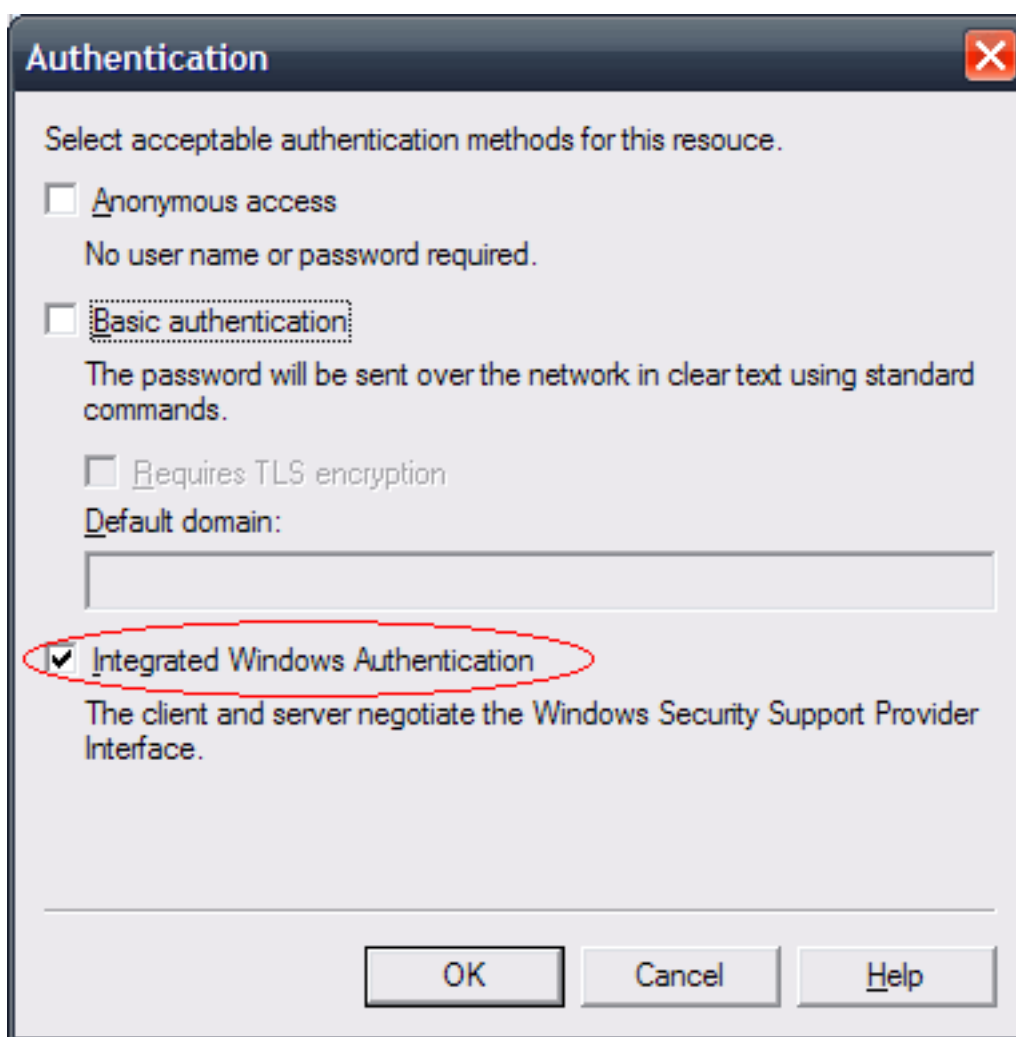 Authentication
Select acceptable authentication methods for this resouce.
Anonymous access
No user name or password required.
Basic authentication
The password will be sent over the network in clear text using standard
commands.
Requires TLS encryption
Default domain:
Integrated Windows Authentication
The client and server negotiate the Windows Security Support Provider
Interface.
OK Cancel Help